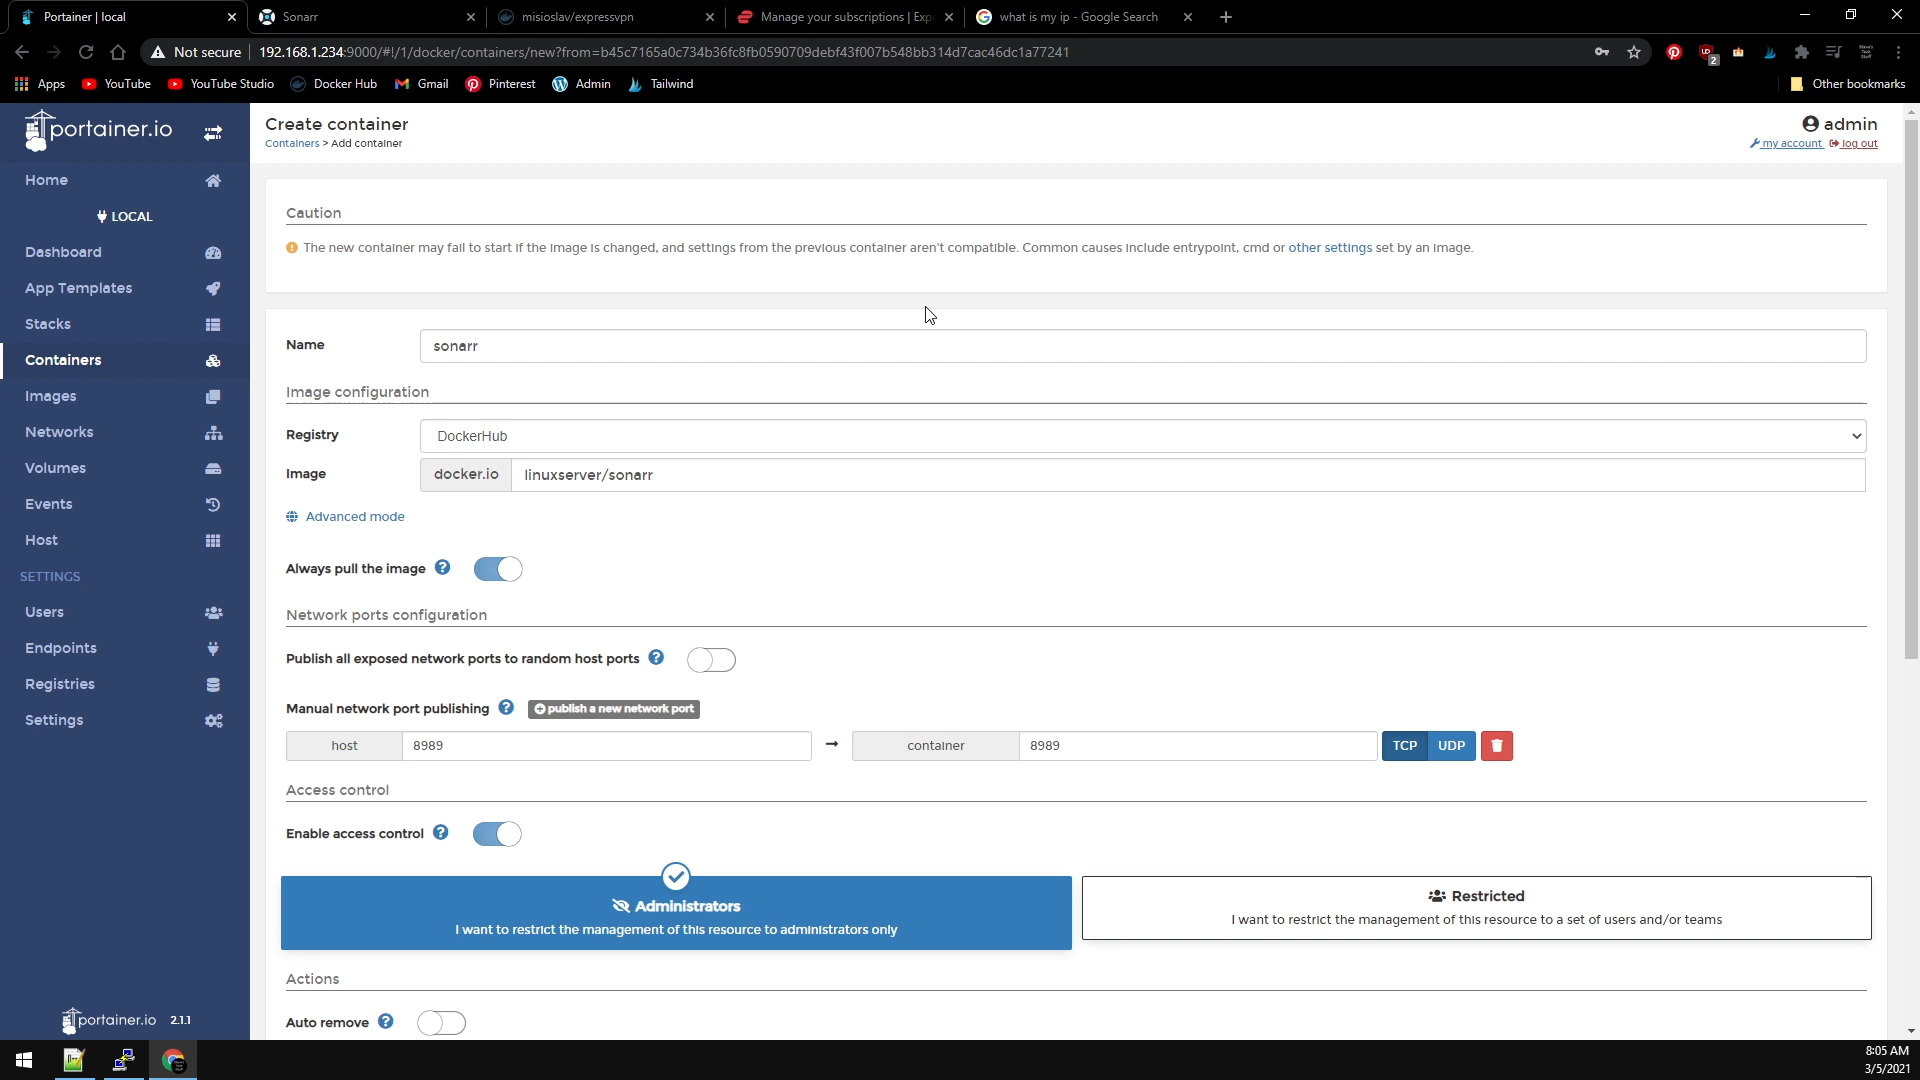 Portainer | local
Sonarr
misioslav/expressvpn
Manage your subscriptions | Expr
what is my ip - Google Search
Not secure
192.168.1.234:9000/#!/1/docker/containers/new?from=b45c7165a0c734b36fc8fb0590709debf43f007b548bb314d7cac46dc1a77241
2
Apps
YouTube
YouTube Studio
Docker Hub
Gmail
Pinterest
Admin
Tailwind
Other bookmarks
portainer.io
Home
LOCAL
Dashboard
App Templates
Stacks
Containers
Images
Networks
Volumes
Events
Host
SETTINGS
Users
Endpoints
Registries
Settings
portainer.io 2.1.1
Create container
Containers > Add container
admin
my account log out
Caution
The new container may fail to start if the image is changed, and settings from the previous container aren't compatible. Common causes include entrypoint, cmd or other settings set by an image.
Name
sonarr
Image configuration
Registry
DockerHub
Image
docker.io
linuxserver/sonarr
Advanced mode
Always pull the image
Network ports configuration
Publish all exposed network ports to random host ports
Manual network port publishing
publish a new network port
host
8989
container
8989
TCP
UDP
Access control
Enable access control
Administrators
I want to restrict the management of this resource to administrators only
Restricted
I want to restrict the management of this resource to a set of users and/or teams
Actions
Auto remove
8:05 AM
3/5/2021